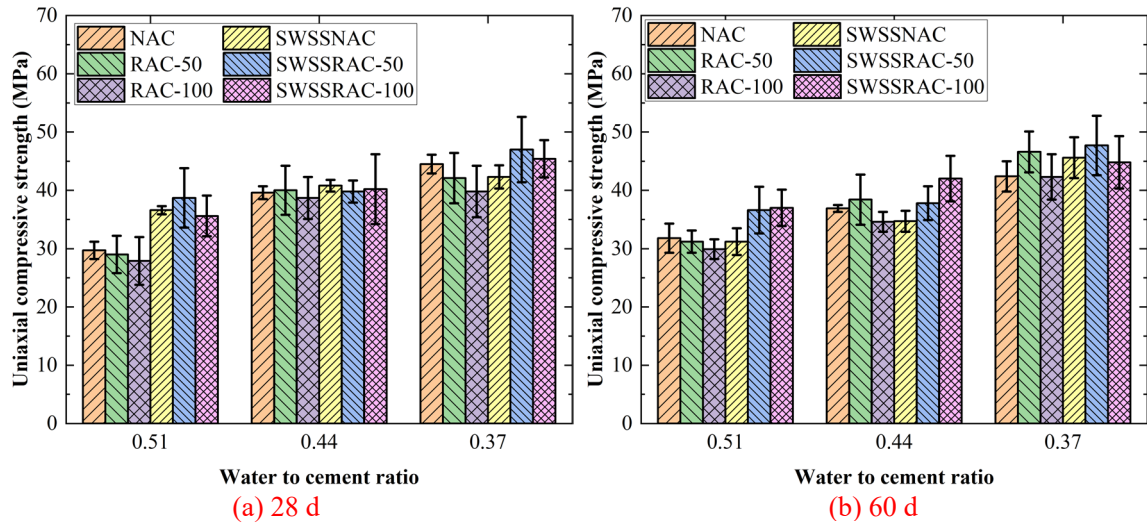 Uniaxial compressive strength (MPa)
70
60
50
40
30
20
10
0
NAC
SWSSNAC
RAC-50
SWSSRAC-50
RAC-100
SWSSRAC-100
0.51
0.44
0.37
Water to cement ratio
(a) 28 d
Uniaxial compressive strength (MPa)
70
60
50
40
30
20
10
0
NAC
SWSSNAC
RAC-50
SWSSRAC-50
RAC-100
SWSSRAC-100
0.51
0.44
0.37
Water to cement ratio
(b) 60 d